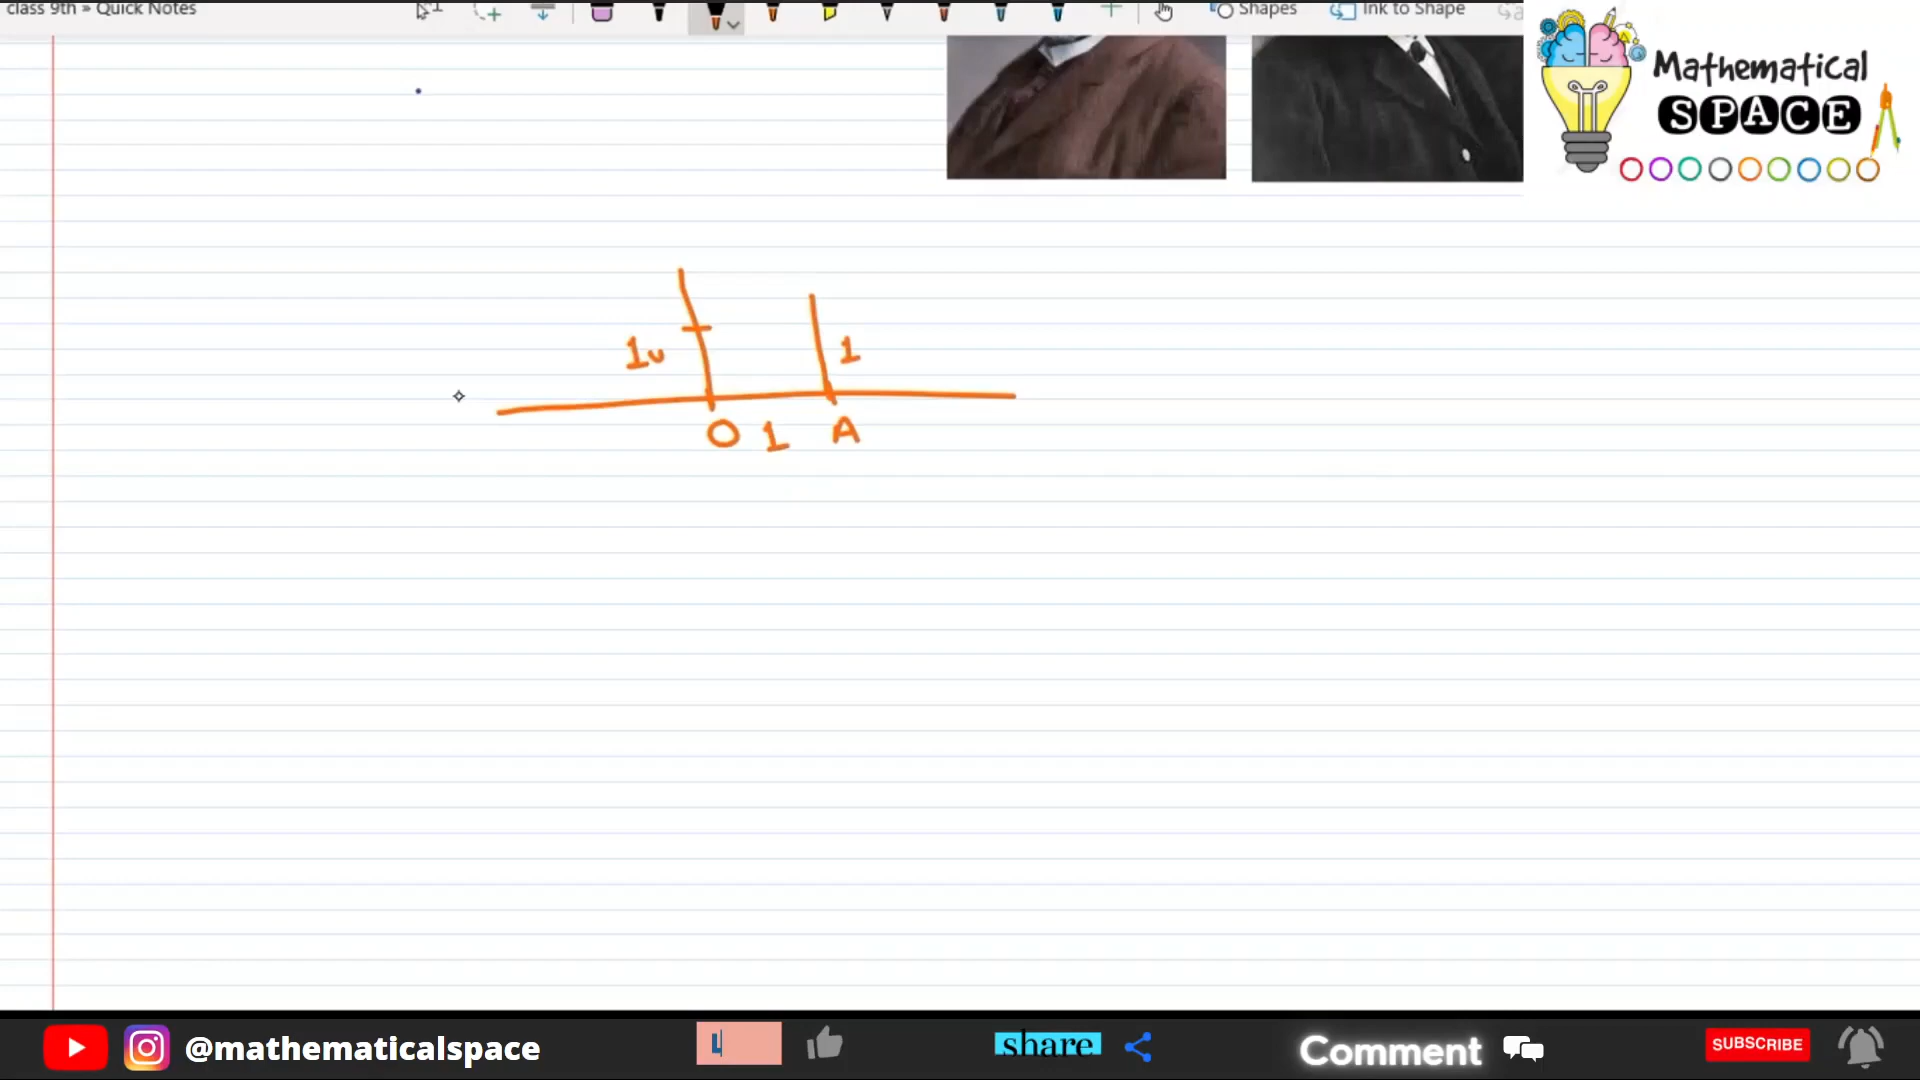 class 9th » Quick Notes
Shapes
Ink to Shape
Mathematical
SPACE
1u
1
O 1 A
@mathematicalspace
L
share
Comment
SUBSCRIBE